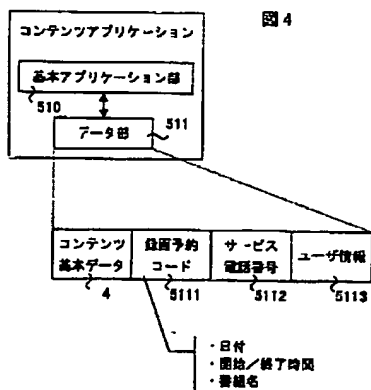 図4
コンテンツアプリケーション
基本アプリケーション部
510
511
データ部
コンテンツ
基本データ
録画予約
コード
サービス
電話番号
ユーザ情報
4
5111
5112
5113
・日付
・開始／終了時間
・番組名